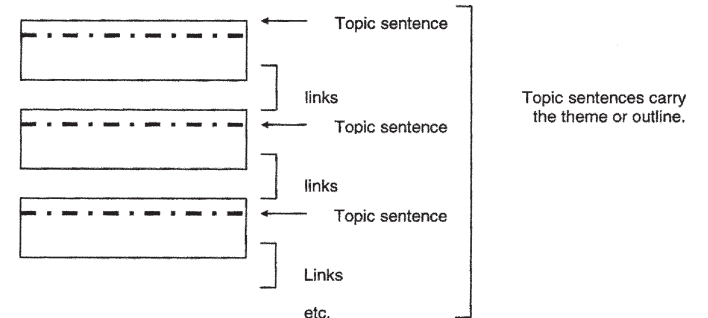 Topic sentence
links
Topic sentence
links
Topic sentence
Links
etc.
Topic sentences carry
the theme or outline.